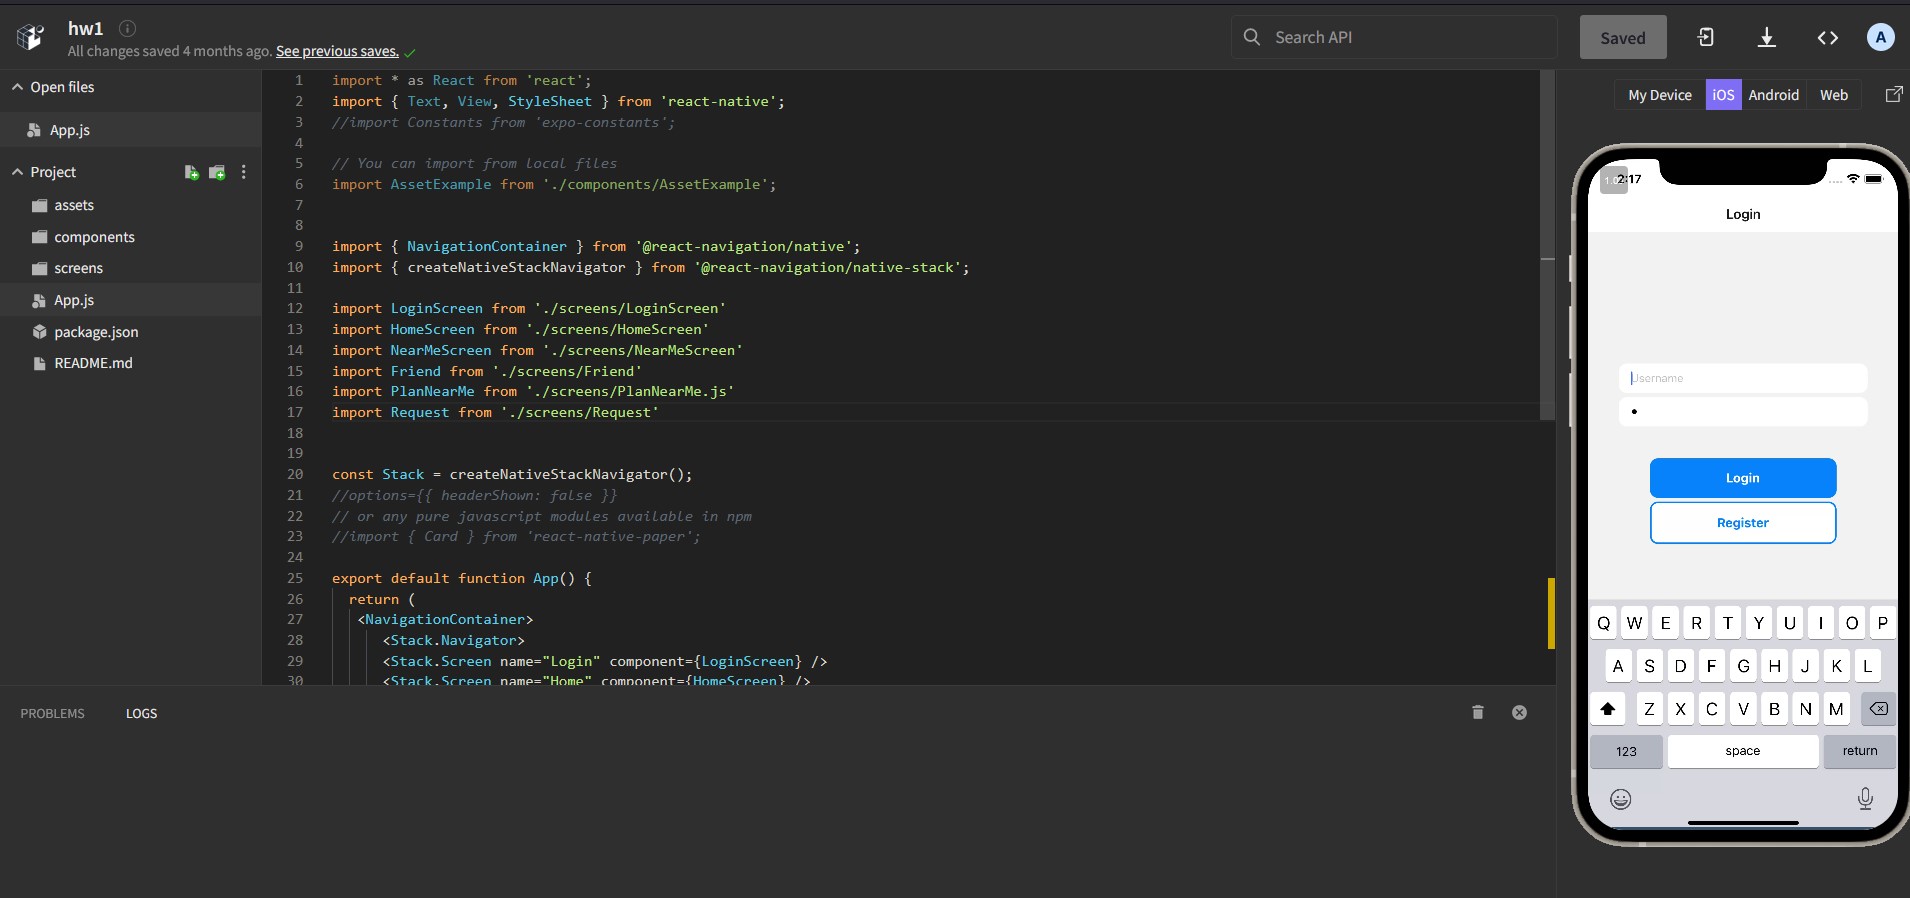 hw1
All changes saved 4 months ago. See previous saves.
Search API
Saved
A
Open files
App.js
Project
assets
components
screens
App.js
package.json
README.md
1 import * as React from 'react';
2 import { Text, View, StyleSheet } from 'react-native';
3 //import Constants from 'expo-constants';
4
5 // You can import from local files
6 import AssetExample from './components/AssetExample';
7
8
9 import { NavigationContainer } from '@react-navigation/native';
10 import { createNativeStackNavigator } from '@react-navigation/native-stack';
11
12 import LoginScreen from './screens/LoginScreen'
13 import HomeScreen from './screens/HomeScreen'
14 import NearMeScreen from './screens/NearMeScreen'
15 import Friend from './screens/Friend'
16 import PlanNearMe from './screens/PlanNearMe.js'
17 import Request from './screens/Request'
18
19
20 const Stack = createNativeStackNavigator();
21 //options={{ headerShown: false }}
22 // or any pure javascript modules available in npm
23 //import { Card } from 'react-native-paper';
24
25 export default function App() {
26 return (
27 <NavigationContainer>
28 <Stack.Navigator>
29 <Stack.Screen name="Login" component={LoginScreen} />
30 <Stack.Screen name="Home" component={HomeScreen} />
PROBLEMS
LOGS
My Device
iOS
Android
Web
2:17
Login
Username
Login
Register
Q W E R T Y U I O P
A S D F G H J K L
Z X C V B N M
123 space return